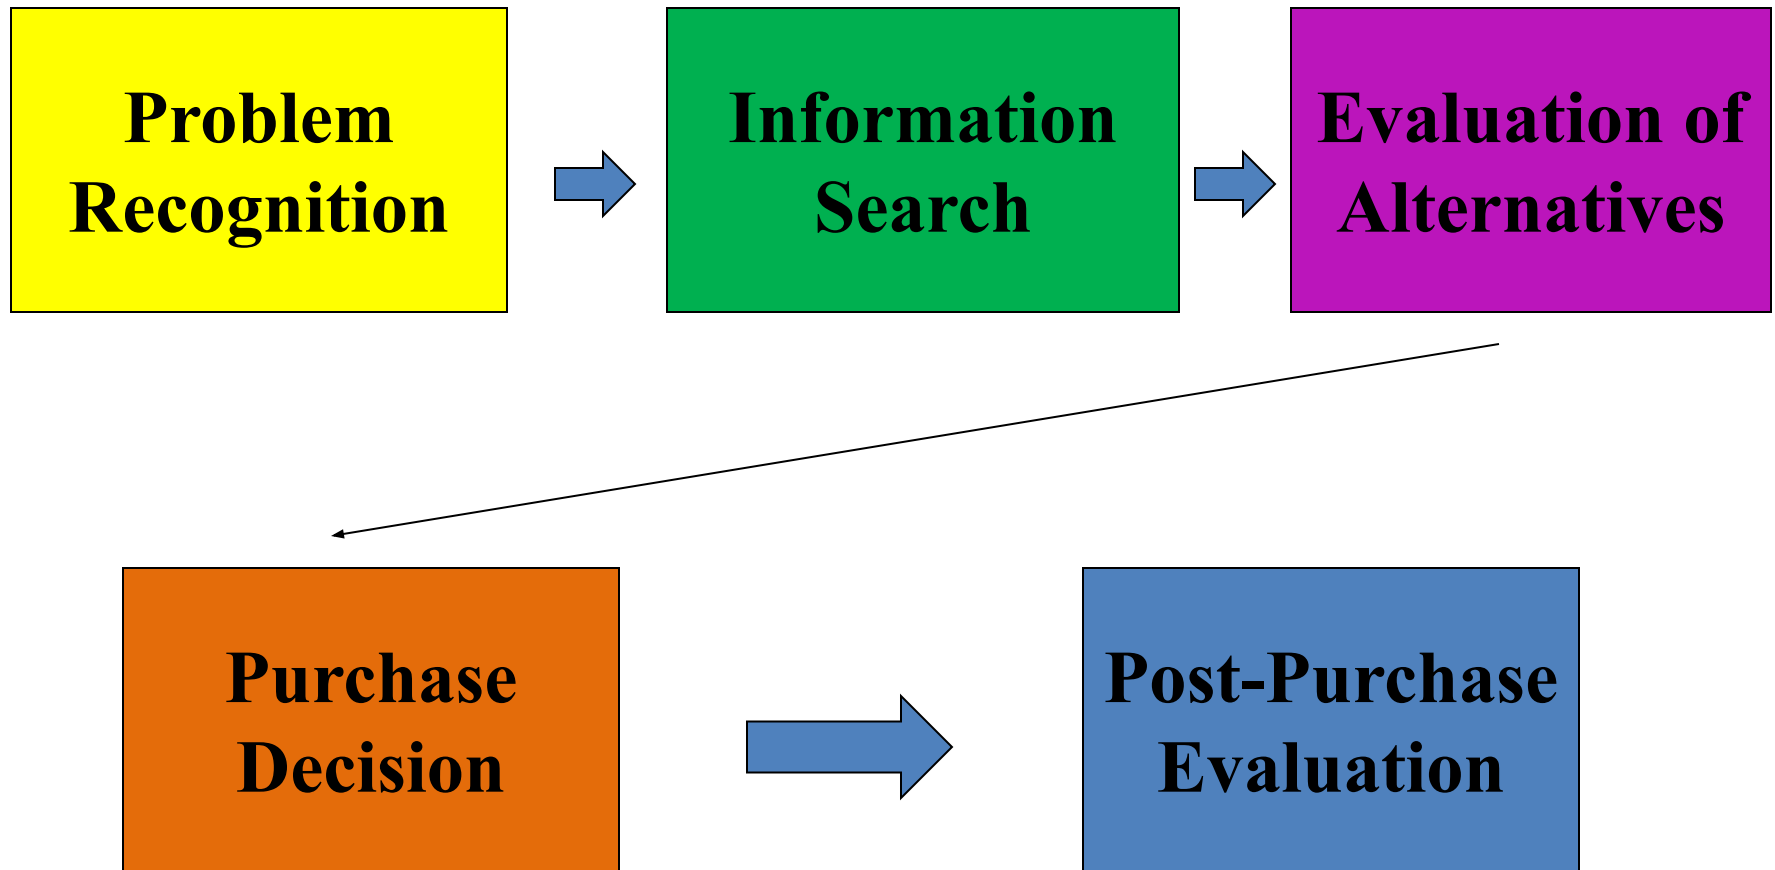 Problem
Recognition
Information
Search
Evaluation of
Alternatives
Purchase
Decision
Post-Purchase
Evaluation